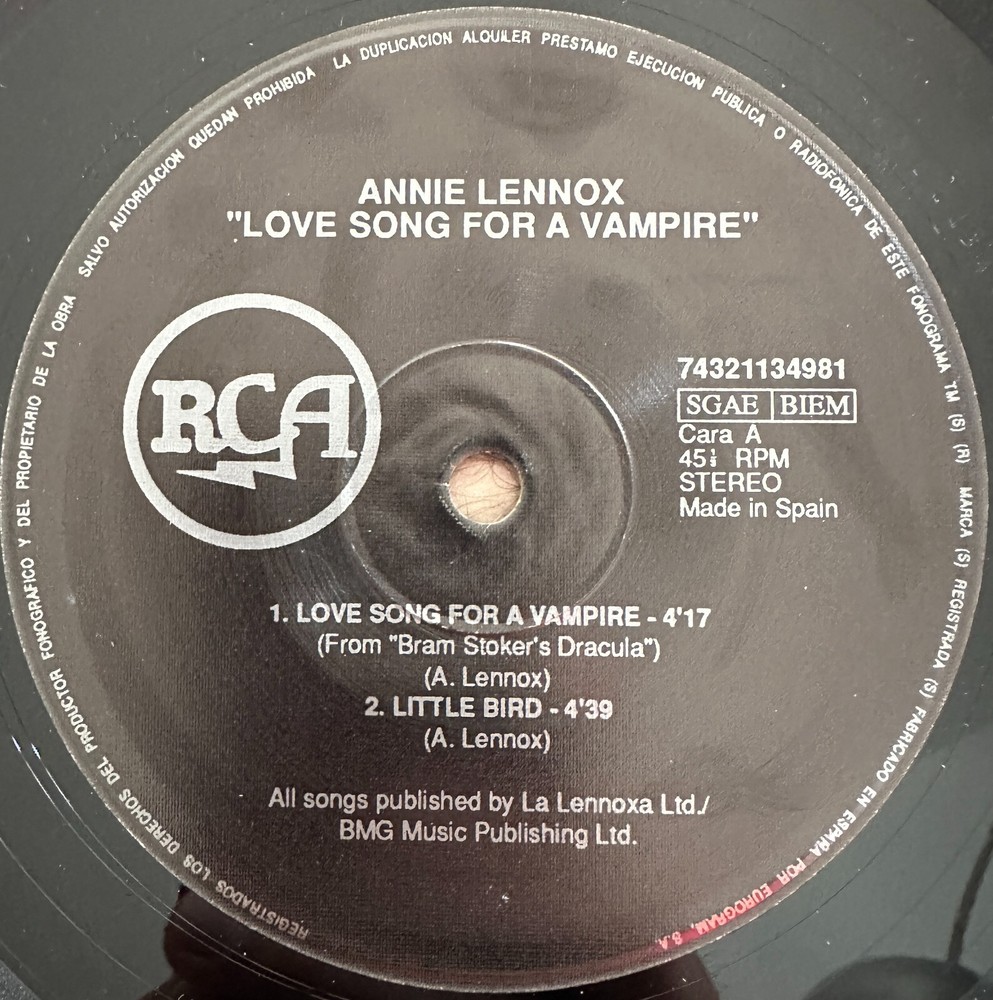 ANNIE LENNOX
"LOVE SONG FOR A VAMPIRE"
RCA
74321134981
SGAE BIEM
Cara A
45⅓ RPM
STEREO
Made in Spain
1. LOVE SONG FOR A VAMPIRE - 4'17
(From "Bram Stoker's Dracula")
(A. Lennox)
2. LITTLE BIRD - 4'39
(A. Lennox)
All songs published by La Lennoxa Ltd./
BMG Music Publishing Ltd.
REGISTRADOS LOS DERECHOS DEL PRODUCTOR FONOGRAFICO Y DEL PROPIETARIO DE LA OBRA SALVO AUTORIZACION QUEDAN PROHIBIDA LA DUPLICACION ALQUILER PRESTAMO EJECUCION PUBLICA O RADIOFONICA DE ESTE FONOGRAMA TM (S) (R) MARCA (S) REGISTRADA (S) FABRICADO EN ESPAÑA POR EUROGRAM, S.A